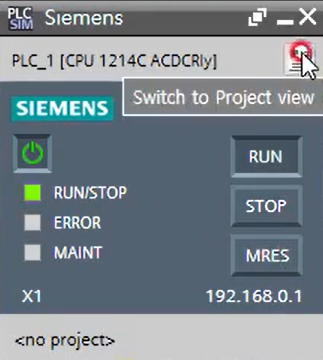 PLC
SIM
Siemens
PLC_1 [CPU 1214C ACDCRly]
Switch to Project view
SIEMENS
RUN
RUN/STOP
STOP
ERROR
MAINT
MRES
X1
192.168.0.1
<no project>